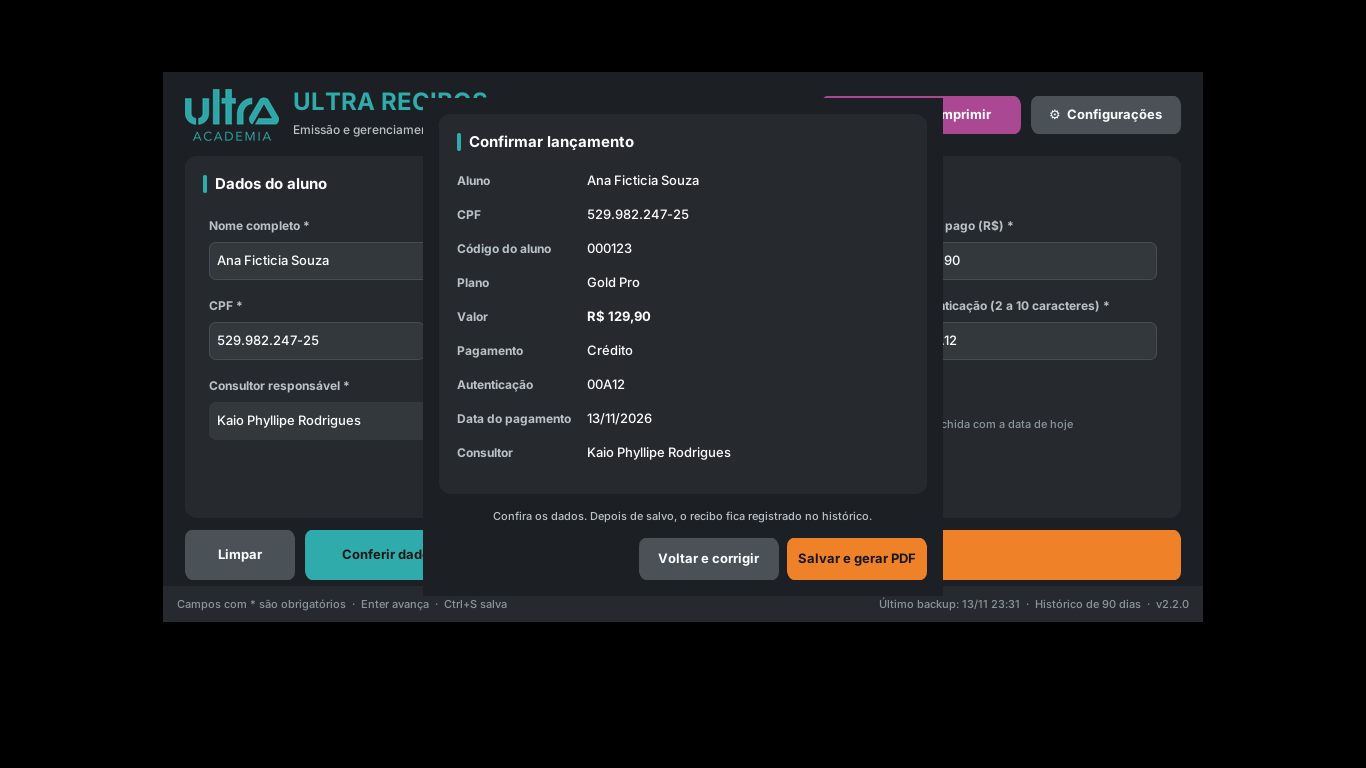 ultra
ACADEMIA
ULTRA RECIBOS
Emissão e
mprimir
⚙ Configurações
Dados do aluno
Nome completo *
Ana Ficticia Souza
CPF *
529.982.247-25
Consultor responsável *
Kaio Phyllipe Rodrigues
Confirmar lançamento
Aluno Ana Ficticia Souza
CPF 529.982.247-25
Código do aluno 000123
Plano Gold Pro
Valor R$ 129,90
Pagamento Crédito
Autenticação 00A12
Data do pagamento 13/11/2026
Consultor Kaio Phyllipe Rodrigues
Confira os dados. Depois de salvo, o recibo fica registrado no histórico.
Voltar e corrigir
Salvar e gerar PDF
pago (R$) *
90
(2 a 10 caracteres) *
12
com a data de hoje
Limpar
Conferir
Campos com * são obrigatórios · Enter avança · Ctrl+S salva
Último backup: 13/11 23:31 · Histórico de 90 dias · v2.2.0